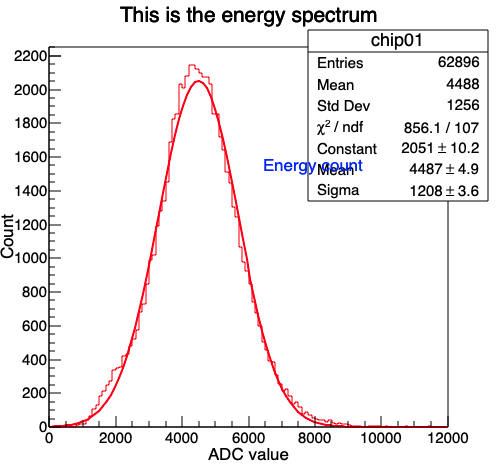 This is the energy spectrum
chip01
Entries 62896
Mean 4488
Std Dev 1256
χ² / ndf 856.1 / 107
Constant 2051 ± 10.2
Mean 4487 ± 4.9
Sigma 1208 ± 3.6
Energy count
Count
2200
2000
1800
1600
1400
1200
1000
800
600
400
200
0
0 2000 4000 6000 8000 10000 12000
ADC value